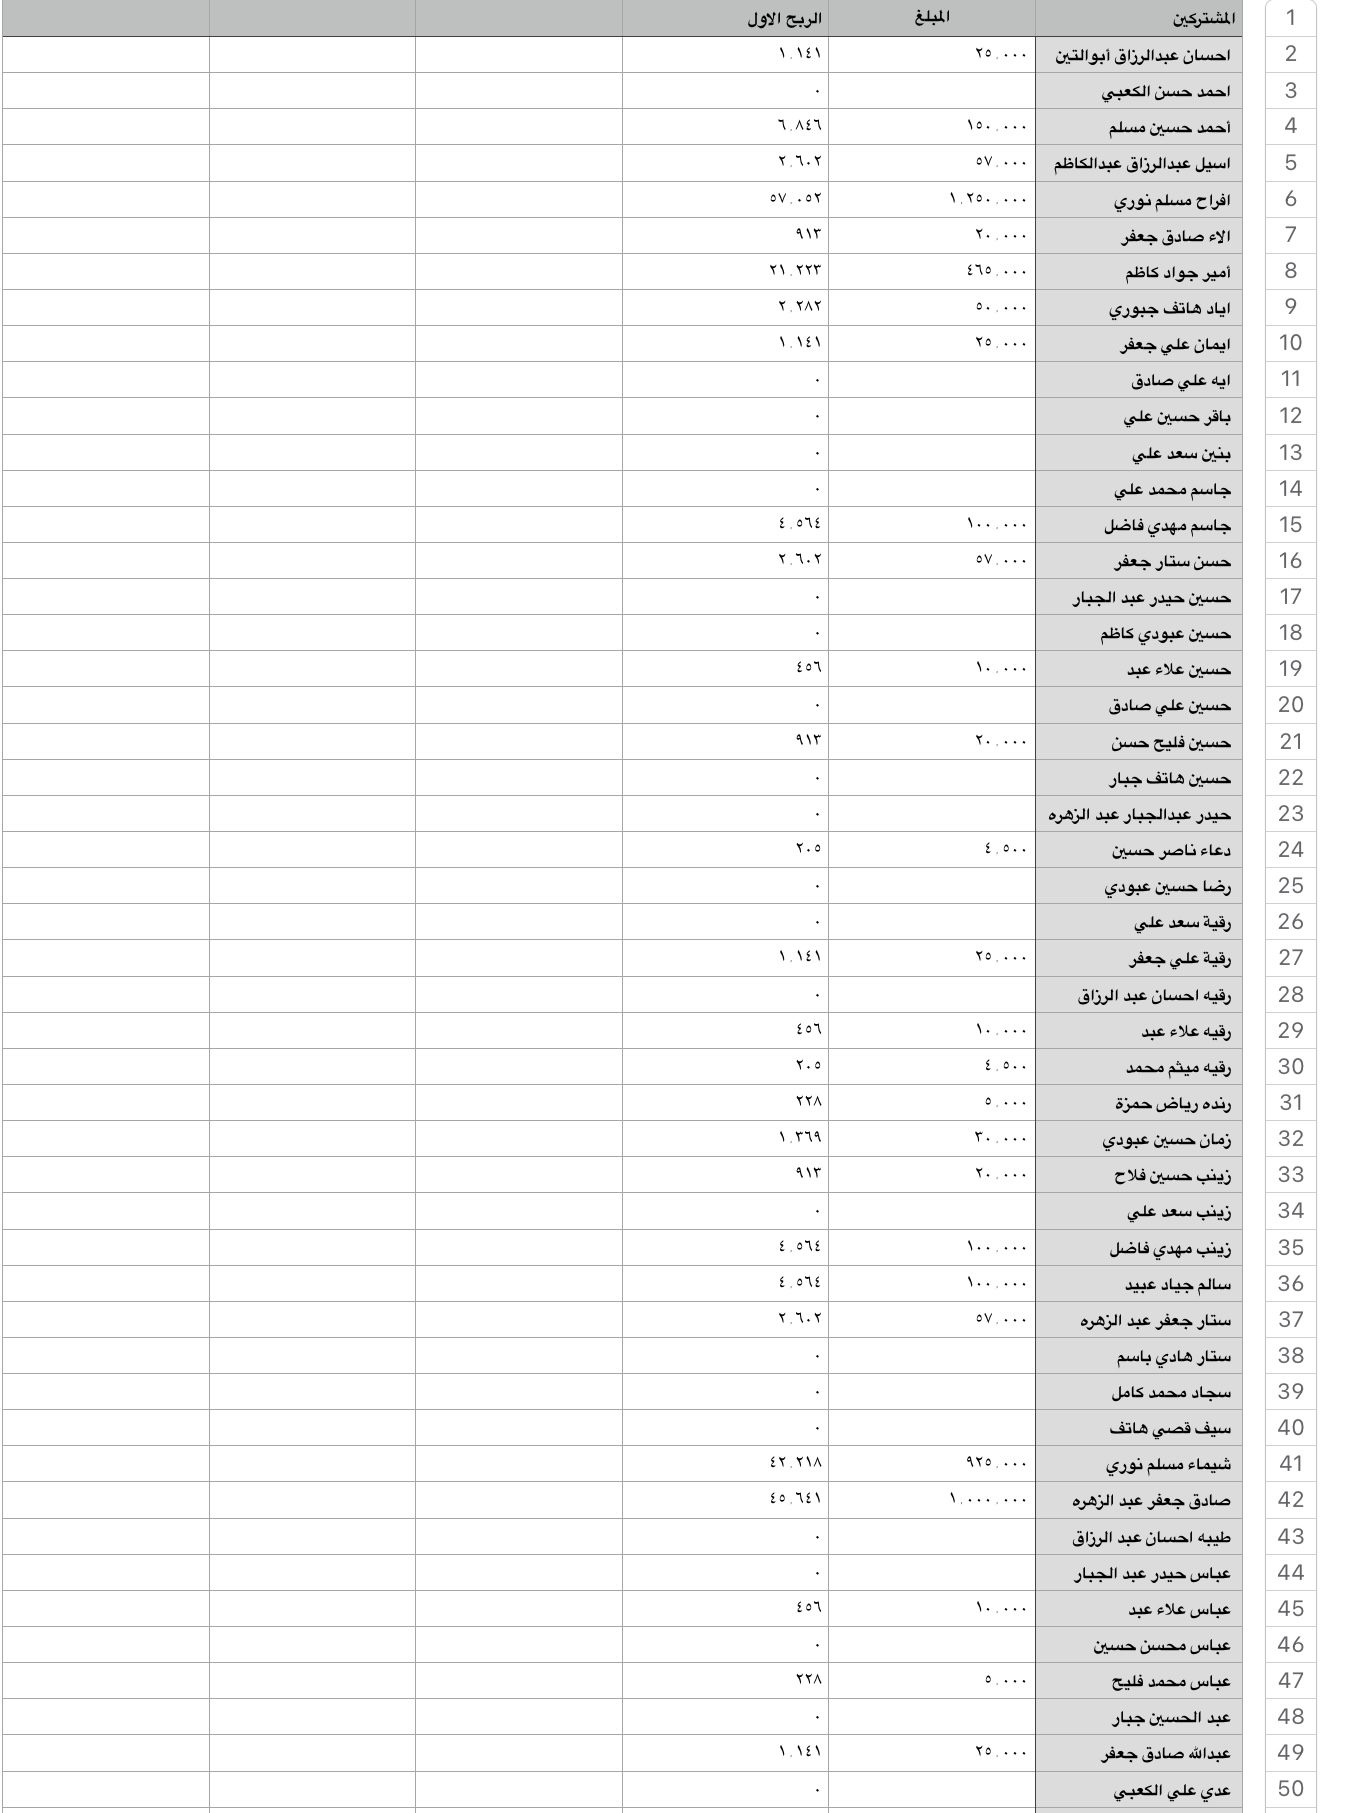 المشتركين المبلغ الربح الاول 1
احسان عبدالرزاق أبوالتين ٢٥٬٠٠٠ ١٬١٤١ 2
احمد حسن الكعبي ٠ 3
أحمد حسين مسلم ١٥٠٬٠٠٠ ٦٬٨٤٦ 4
اسيل عبدالرزاق عبدالكاظم ٥٧٬٠٠٠ ٢٬٦٠٢ 5
افراح مسلم نوري ١٬٢٥٠٬٠٠٠ ٥٧٬٠٥٢ 6
الاء صادق جعفر ٢٠٬٠٠٠ ٩١٣ 7
أمير جواد كاظم ٤٦٥٬٠٠٠ ٢١٬٢٢٣ 8
اياد هاتف جبوري ٥٠٬٠٠٠ ٢٬٢٨٢ 9
ايمان علي جعفر ٢٥٬٠٠٠ ١٬١٤١ 10
ايه علي صادق ٠ 11
باقر حسين علي ٠ 12
بنين سعد علي ٠ 13
جاسم محمد علي ٠ 14
جاسم مهدي فاضل ١٠٠٬٠٠٠ ٤٬٥٦٤ 15
حسن ستار جعفر ٥٧٬٠٠٠ ٢٬٦٠٢ 16
حسين حيدر عبد الجبار ٠ 17
حسين عبودي كاظم ٠ 18
حسين علاء عبد ١٠٬٠٠٠ ٤٥٦ 19
حسين علي صادق ٠ 20
حسين فليح حسن ٢٠٬٠٠٠ ٩١٣ 21
حسين هاتف جبار ٠ 22
حيدر عبدالجبار عبد الزهره ٠ 23
دعاء ناصر حسين ٤٬٥٠٠ ٢٠٥ 24
رضا حسين عبودي ٠ 25
رقية سعد علي ٠ 26
رقية علي جعفر ٢٥٬٠٠٠ ١٬١٤١ 27
رقيه احسان عبد الرزاق ٠ 28
رقيه علاء عبد ١٠٬٠٠٠ ٤٥٦ 29
رقيه ميثم محمد ٤٬٥٠٠ ٢٠٥ 30
رنده رياض حمزة ٥٬٠٠٠ ٢٢٨ 31
زمان حسين عبودي ٣٠٬٠٠٠ ١٬٣٦٩ 32
زينب حسين فلاح ٢٠٬٠٠٠ ٩١٣ 33
زينب سعد علي ٠ 34
زينب مهدي فاضل ١٠٠٬٠٠٠ ٤٬٥٦٤ 35
سالم جياد عبيد ١٠٠٬٠٠٠ ٤٬٥٦٤ 36
ستار جعفر عبد الزهره ٥٧٬٠٠٠ ٢٬٦٠٢ 37
ستار هادي باسم ٠ 38
سجاد محمد كامل ٠ 39
سيف قصي هاتف ٠ 40
شيماء مسلم نوري ٩٢٥٬٠٠٠ ٤٢٬٢١٨ 41
صادق جعفر عبد الزهره ١٬٠٠٠٬٠٠٠ ٤٥٬٦٤١ 42
طيبه احسان عبد الرزاق ٠ 43
عباس حيدر عبد الجبار ٠ 44
عباس علاء عبد ١٠٬٠٠٠ ٤٥٦ 45
عباس محسن حسين ٠ 46
عباس محمد فليح ٥٬٠٠٠ ٢٢٨ 47
عبد الحسين جبار ٠ 48
عبدالله صادق جعفر ٢٥٬٠٠٠ ١٬١٤١ 49
عدي علي الكعبي ٠ 50